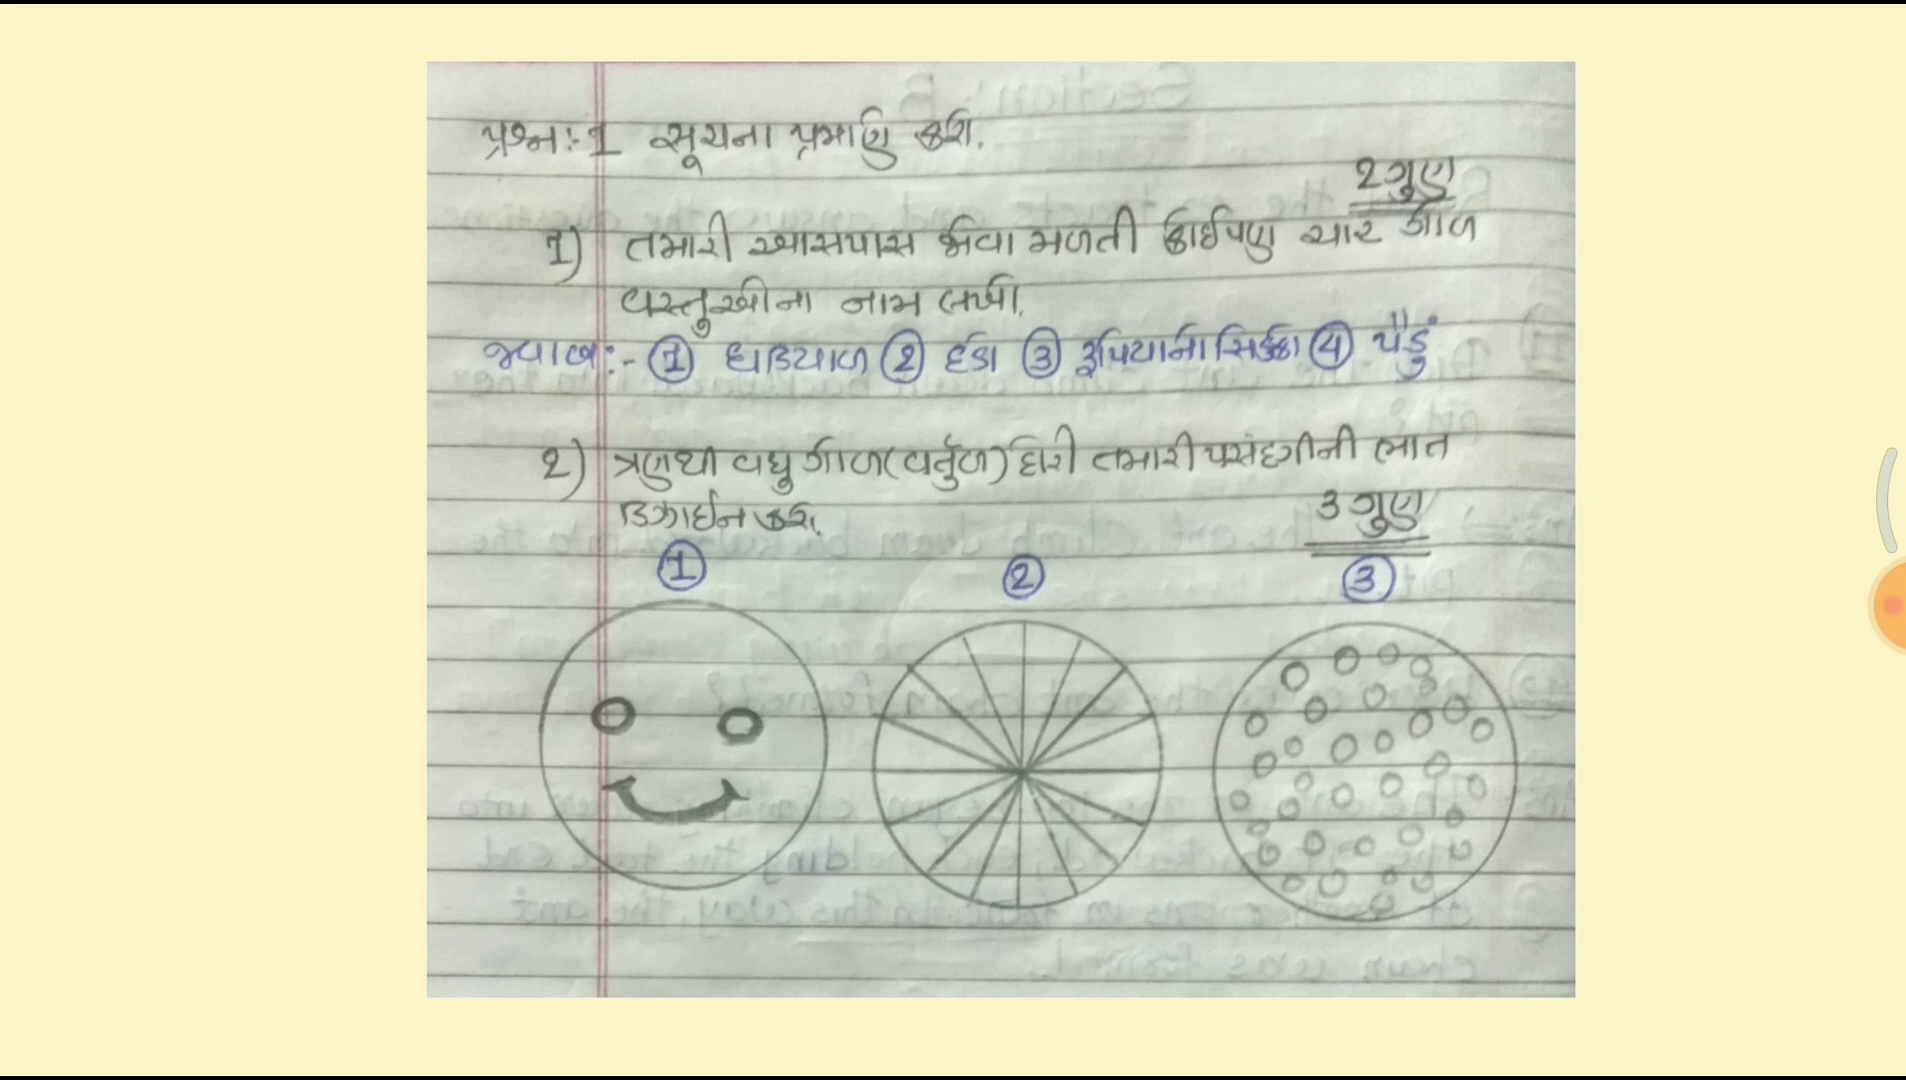 પ્રશ્નઃ-1 સૂચના પ્રમાણે કરો.
2 ગુણ
1) તમારી આસપાસ જોવા મળતી કોઈપણ ચાર ગોળ
વસ્તુઓના નામ લખો.
જવાબઃ- ① ઘડિયાળ ② દડો ③ રૂપિયાનો સિક્કો ④ પૈડું
2) ત્રણથી વધુ ગોળ(વર્તુળ) દોરી તમારી પસંદગીની ભાત
ડિઝાઈન કરો.
3 ગુણ
① ② ③